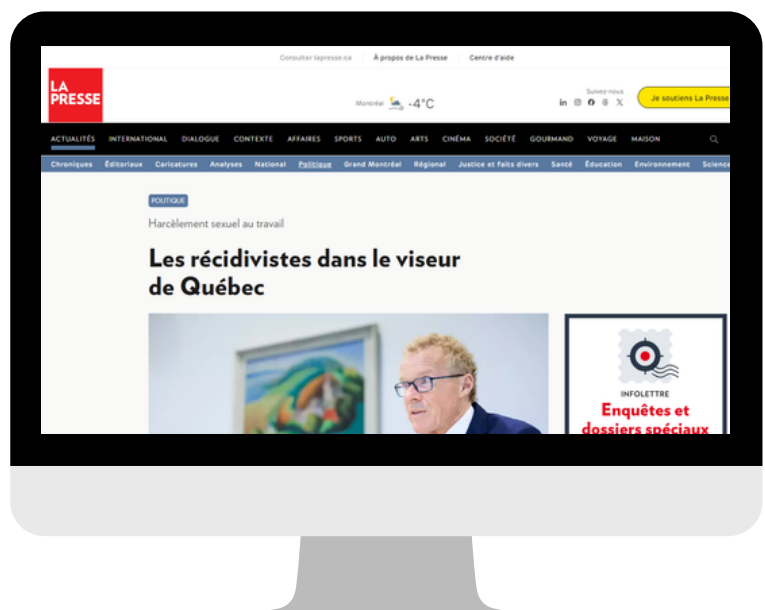 Consulter lapresse.ca À propos de La Presse Centre d'aide
LA
PRESSE
Montréal -4°C
Suivez-nous
Je soutiens La Presse
ACTUALITÉS INTERNATIONAL DIALOGUE CONTEXTE AFFAIRES SPORTS AUTO ARTS CINÉMA SOCIÉTÉ GOURMAND VOYAGE MAISON
Chroniques Éditoriaux Caricatures Analyses National Politique Grand Montréal Régional Justice et faits divers Santé Éducation Environnement Science
POLITIQUE
Harcèlement sexuel au travail
Les récidivistes dans le viseur
de Québec
INFOLETTRE
Enquêtes et
dossiers spéciaux